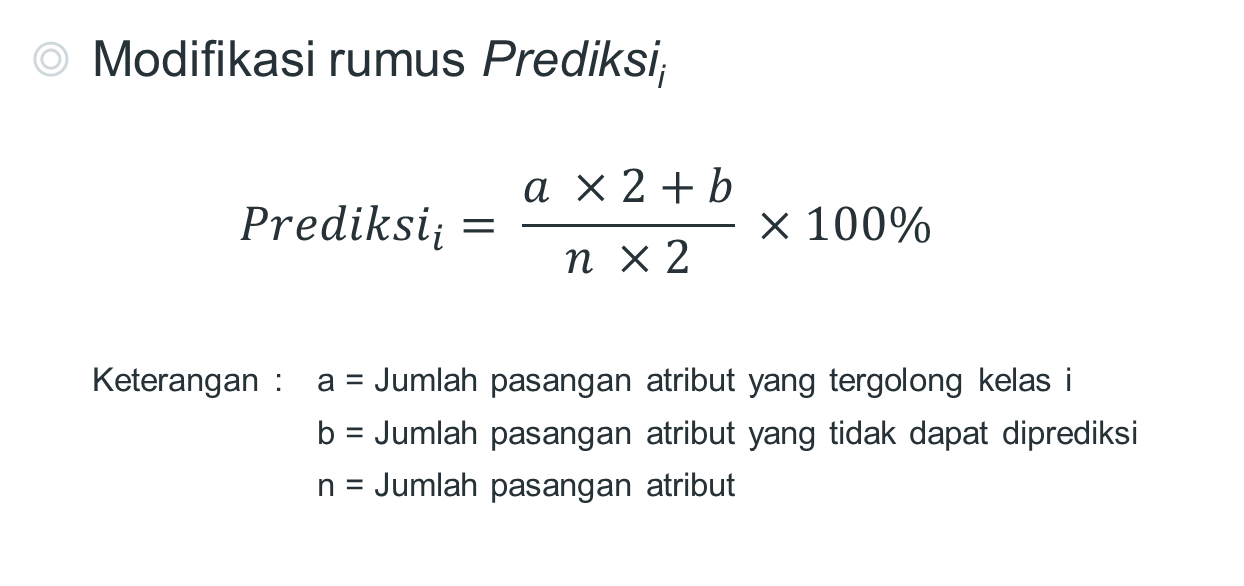 Modifikasi rumus Prediksiᵢ
Prediksiᵢ = (a × 2 + b) / (n × 2) × 100%
Keterangan : a = Jumlah pasangan atribut yang tergolong kelas i
b = Jumlah pasangan atribut yang tidak dapat diprediksi
n = Jumlah pasangan atribut